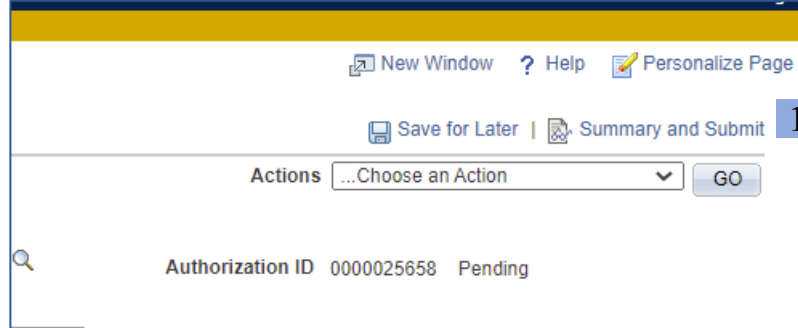 New Window ? Help Personalize Page
Save for Later | Summary and Submit 1
Actions ...Choose an Action GO
Authorization ID 0000025658 Pending